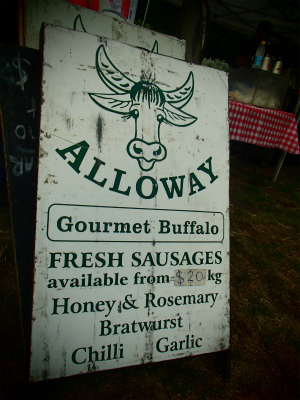 ALLOWAY
Gourmet Buffalo
FRESH SAUSAGES
available from $20 kg
Honey & Rosemary
Bratwurst
Chilli Garlic